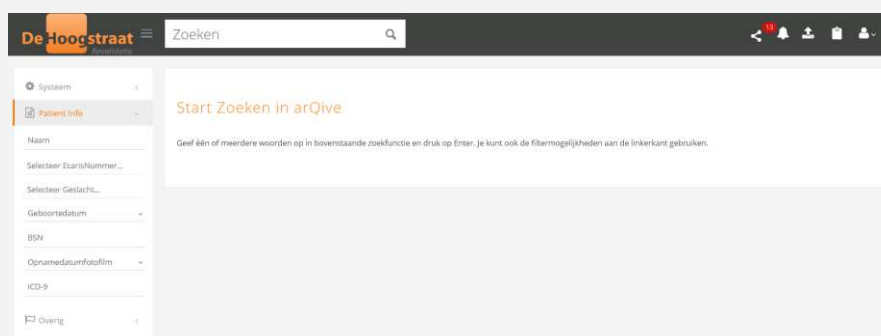 De Hoogstraat
Revalidatie
Zoeken
13
Systeem
Patient Info
Naam
Selecteer EcarisNummer...
Selecteer Geslacht...
Geboortedatum
BSN
Opnamedatumfotofilm
ICD-9
Overig
Start Zoeken in arQive
Geef één of meerdere woorden op in bovenstaande zoekfunctie en druk op Enter. Je kunt ook de filtermogelijkheden aan de linkerkant gebruiken.